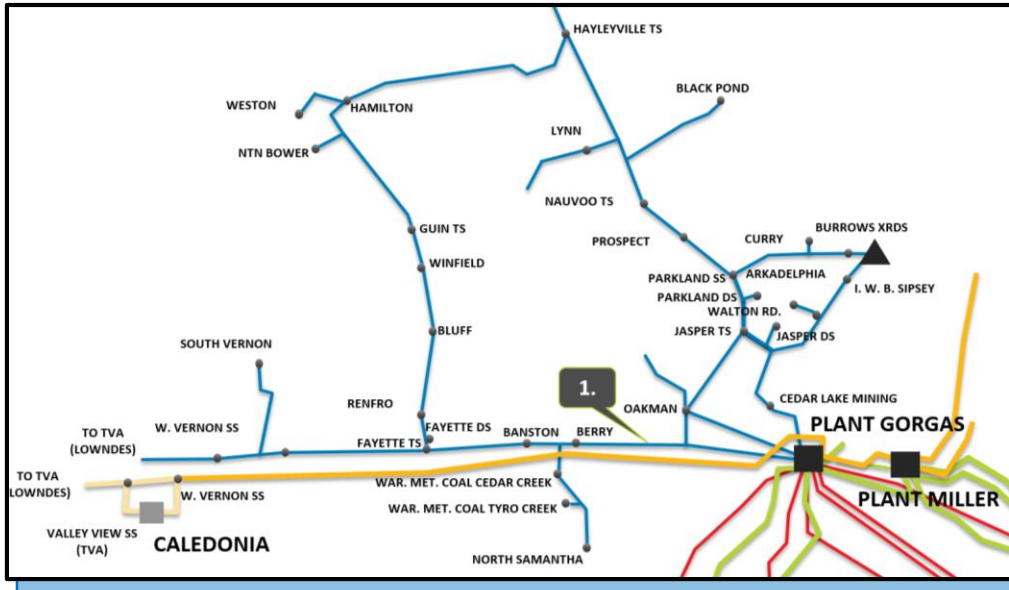 HAYLEYVILLE TS
BLACK POND
WESTON
HAMILTON
LYNN
NTN BOWER
NAUVOO TS
BURROWS XRDS
GUIN TS
PROSPECT
CURRY
WINFIELD
PARKLAND SS
ARKADELPHIA
I. W. B. SIPSEY
PARKLAND DS
WALTON RD.
BLUFF
JASPER TS
JASPER DS
SOUTH VERNON
1.
RENFRO
OAKMAN
CEDAR LAKE MINING
TO TVA
(LOWNDES)
W. VERNON SS
FAYETTE DS
FAYETTE TS
BANSTON
BERRY
PLANT GORGAS
TO TVA
LOWNDES)
W. VERNON SS
WAR. MET. COAL CEDAR CREEK
PLANT MILLER
WAR. MET. COAL TYRO CREEK
VALLEY VIEW SS
(TVA)
CALEDONIA
NORTH SAMANTHA